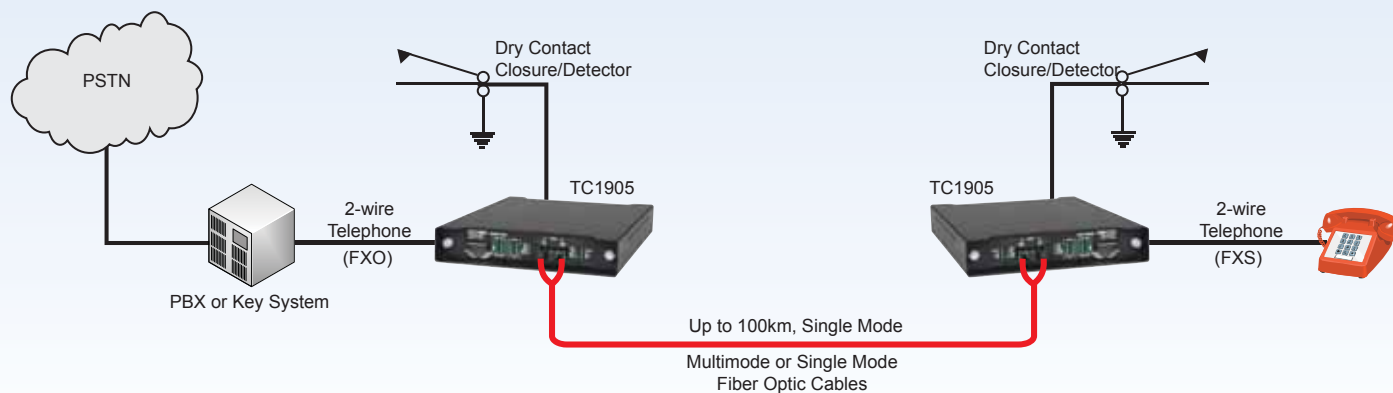 PSTN
Dry Contact
Closure/Detector
TC1905
2-wire
Telephone
(FXO)
PBX or Key System
Dry Contact
Closure/Detector
TC1905
2-wire
Telephone
(FXS)
Up to 100km, Single Mode
Multimode or Single Mode
Fiber Optic Cables